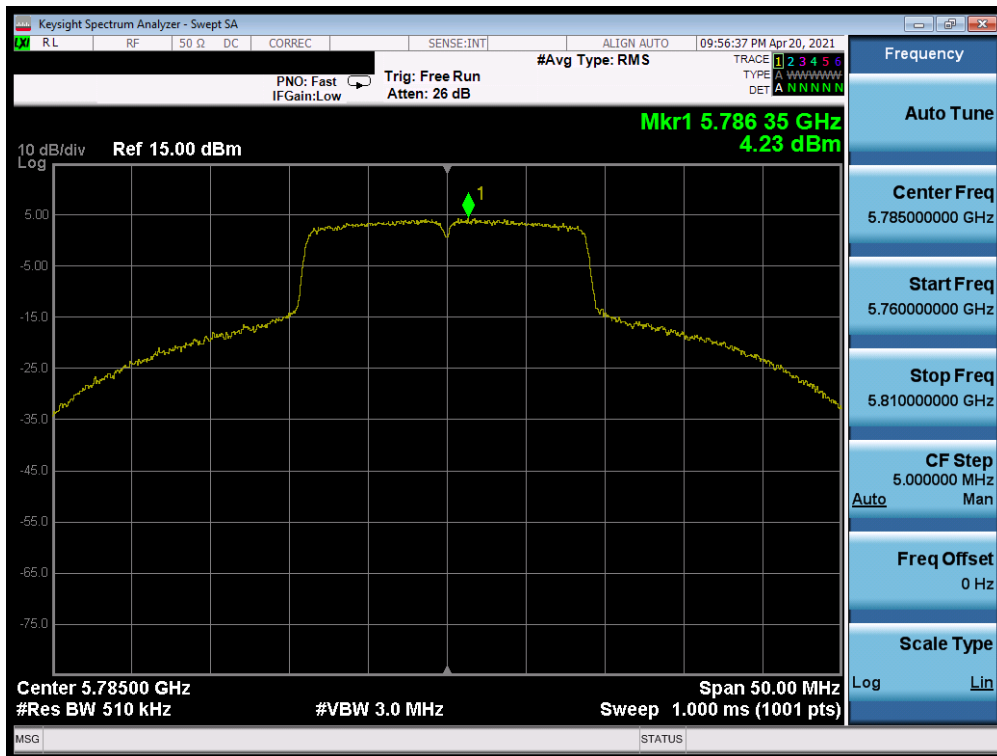 Keysight Spectrum Analyzer - Swept SA
LXI RL RF 50 Ω DC CORREC SENSE:INT ALIGN AUTO 09:56:37 PM Apr 20, 2021
#Avg Type: RMS
TRACE 1 2 3 4 5 6
PNO: Fast Trig: Free Run
TYPE A WWWWW
IFGain:Low Atten: 26 dB
DET A N N N N N
Mkr1 5.786 35 GHz
4.23 dBm
10 dB/div Ref 15.00 dBm
Log
1
5.00
-5.00
-15.0
-25.0
-35.0
-45.0
-55.0
-65.0
-75.0
Center 5.78500 GHz Span 50.00 MHz
#Res BW 510 kHz #VBW 3.0 MHz Sweep 1.000 ms (1001 pts)
MSG STATUS
Frequency
Auto Tune
Center Freq
5.785000000 GHz
Start Freq
5.760000000 GHz
Stop Freq
5.810000000 GHz
CF Step
5.000000 MHz
Auto Man
Freq Offset
0 Hz
Scale Type
Log Lin